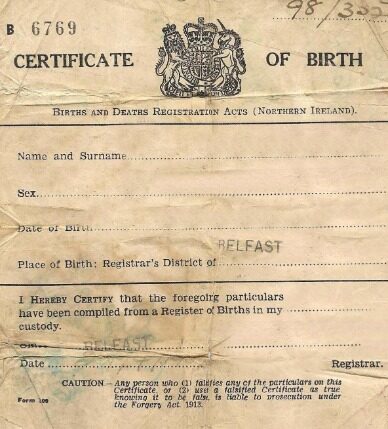 98/355
B 6769
CERTIFICATE OF BIRTH
BIRTHS AND DEATHS REGISTRATION ACTS (NORTHERN IRELAND).
Name and Surname
Sex
Date of Birth
BELFAST
Place of Birth: Registrar's District of
I HEREBY CERTIFY that the foregoing particulars
have been compiled from a Register of Births in my
custody.
Office BELFAST
Date Registrar.
CAUTION — Any person who (1) falsifies any of the particulars on this
Certificate, or (2) uses a falsified Certificate as true
knowing it to be false, is liable to prosecution under
the Forgery Act 1913.
Form 109